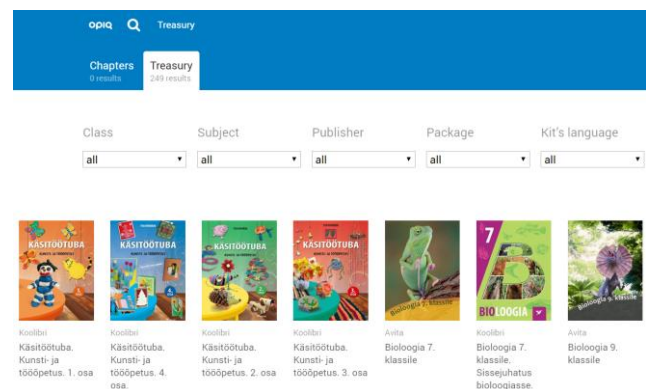 opiq Treasury
Chapters
0 results
Treasury
249 results
Class
Subject
Publisher
Package
Kit's language
all
all
all
all
all
KÄSITÖÖTUBA
KÄSITÖÖTUBA
KÄSITÖÖTUBA
KÄSITÖÖTUBA
Bioloogia 7. klassile
7
BIOLOOGIA
Bioloogia 9. klassile
Koolibri
Käsitöötuba.
Kunsti- ja
tööõpetus. 1. osa
Koolibri
Käsitöötuba.
Kunsti- ja
tööõpetus. 4.
osa.
Koolibri
Käsitöötuba.
Kunsti- ja
tööõpetus. 2. osa
Koolibri
Käsitöötuba.
Kunsti- ja
tööõpetus. 3. osa
Avita
Bioloogia 7.
klassile
Koolibri
Bioloogia 7.
klassile.
Sissejuhatus
bioloogiasse.
Avita
Bioloogia 9.
klassile